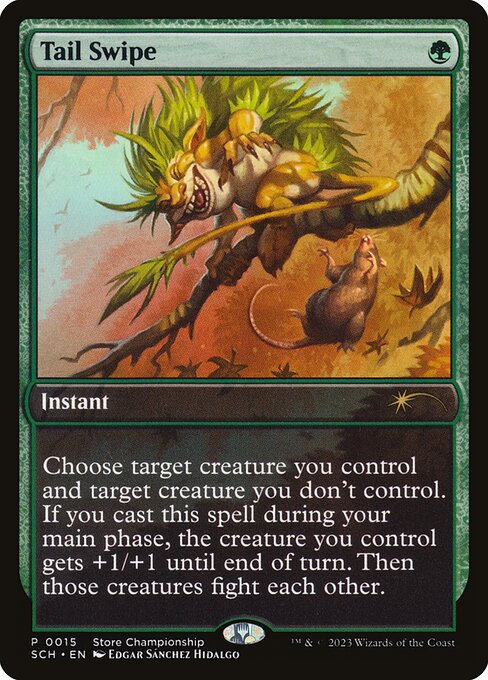 Tail Swipe
Instant
Choose target creature you control
and target creature you don't control.
If you cast this spell during your
main phase, the creature you control
gets +1/+1 until end of turn. Then
those creatures fight each other.
P 0015 Store Championship
SCH • EN Edgar Sánchez Hidalgo
™ & © 2023 Wizards of the Coast